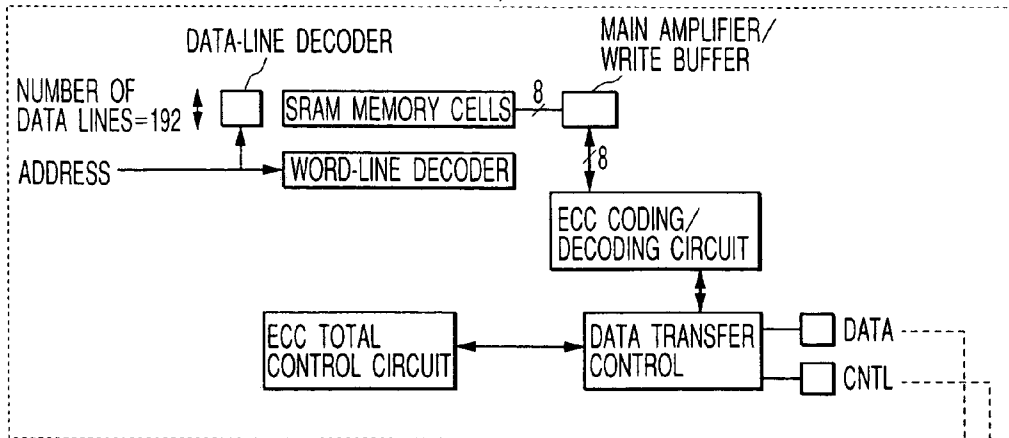 DATA-LINE DECODER
MAIN AMPLIFIER/
WRITE BUFFER
NUMBER OF
DATA LINES=192
SRAM MEMORY CELLS
8
ADDRESS
WORD-LINE DECODER
8
ECC CODING/
DECODING CIRCUIT
ECC TOTAL
CONTROL CIRCUIT
DATA TRANSFER
CONTROL
DATA
CNTL